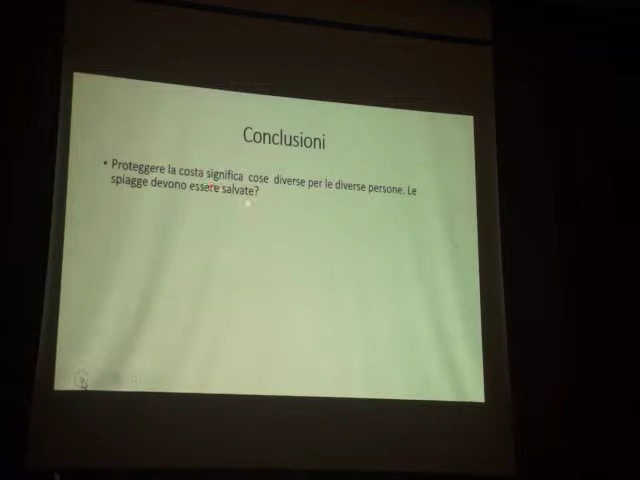 Conclusioni
• Proteggere la costa significa cose diverse per le diverse persone. Le
spiagge devono essere salvate?